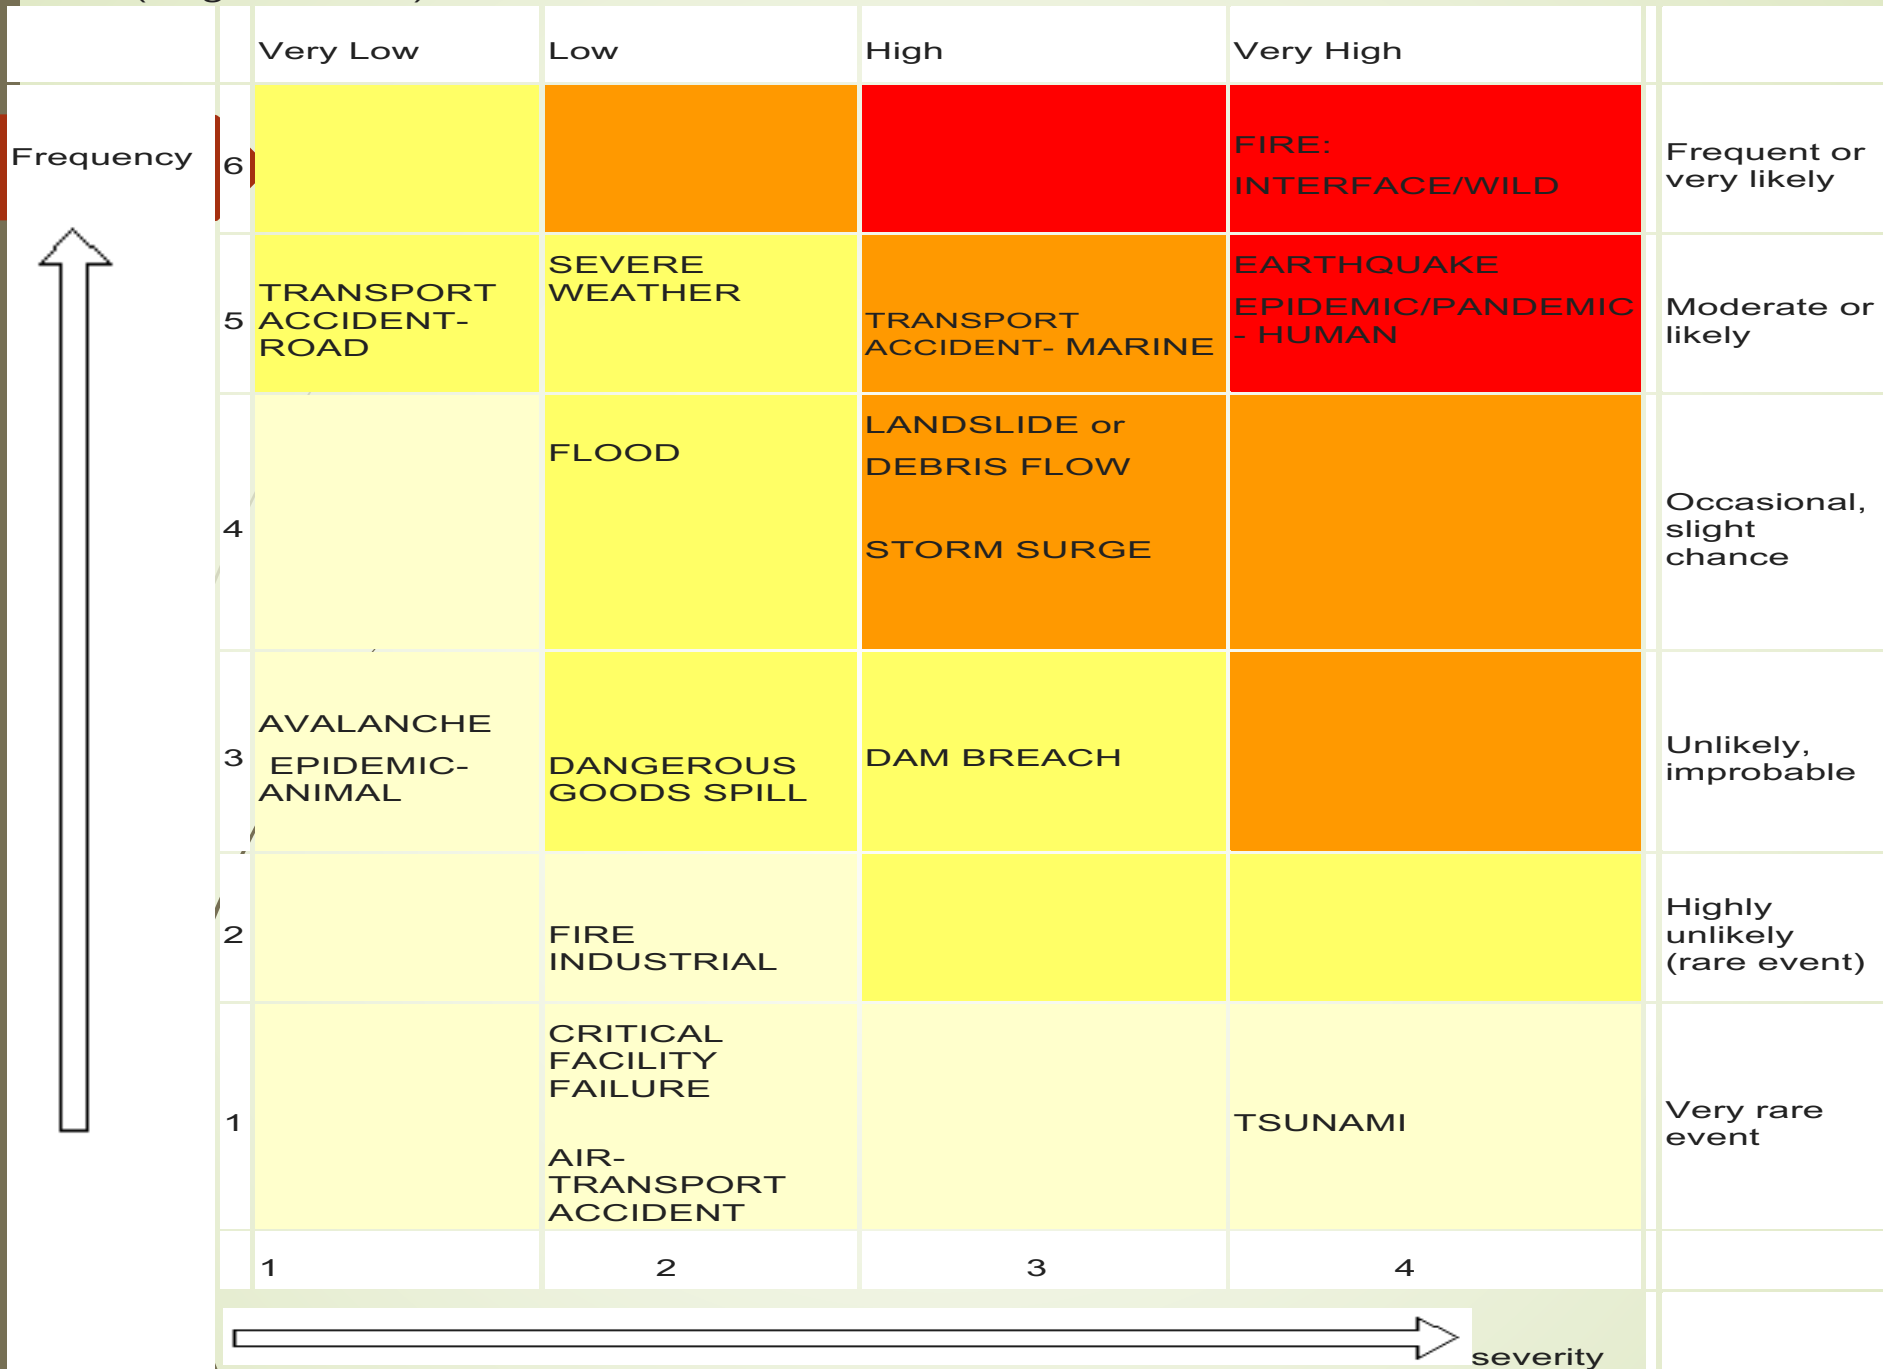 Very Low Low High Very High
Frequency 6 FIRE: Frequent or
INTERFACE/WILD very likely
5 TRANSPORT
ACCIDENT-
ROAD
SEVERE
WEATHER
TRANSPORT
ACCIDENT- MARINE
EARTHQUAKE
EPIDEMIC/PANDEMIC
- HUMAN
Moderate or
likely
4
FLOOD
LANDSLIDE or
DEBRIS FLOW
STORM SURGE
Occasional,
slight
chance
3
AVALANCHE
EPIDEMIC-
ANIMAL
DANGEROUS
GOODS SPILL
DAM BREACH
Unlikely,
improbable
2
FIRE
INDUSTRIAL
Highly
unlikely
(rare event)
1
CRITICAL
FACILITY
FAILURE
AIR-
TRANSPORT
ACCIDENT
TSUNAMI
Very rare
event
1 2 3 4
severity